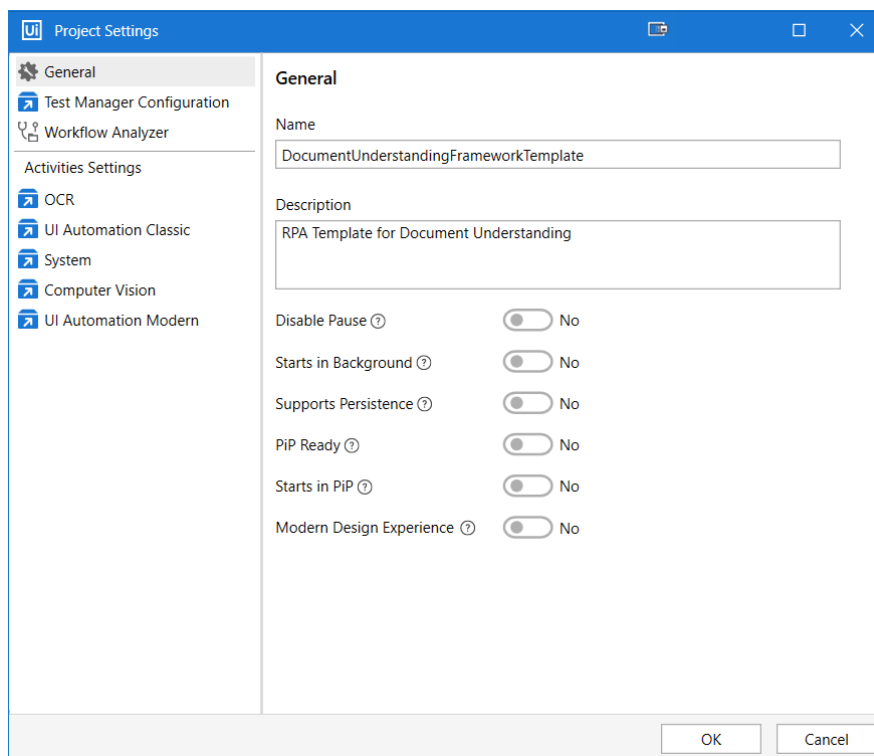 Ui Project Settings
General
Test Manager Configuration
Workflow Analyzer
Activities Settings
OCR
UI Automation Classic
System
Computer Vision
UI Automation Modern
General
Name
DocumentUnderstandingFrameworkTemplate
Description
RPA Template for Document Understanding
Disable Pause ? No
Starts in Background ? No
Supports Persistence ? No
PiP Ready ? No
Starts in PiP ? No
Modern Design Experience ? No
OK Cancel